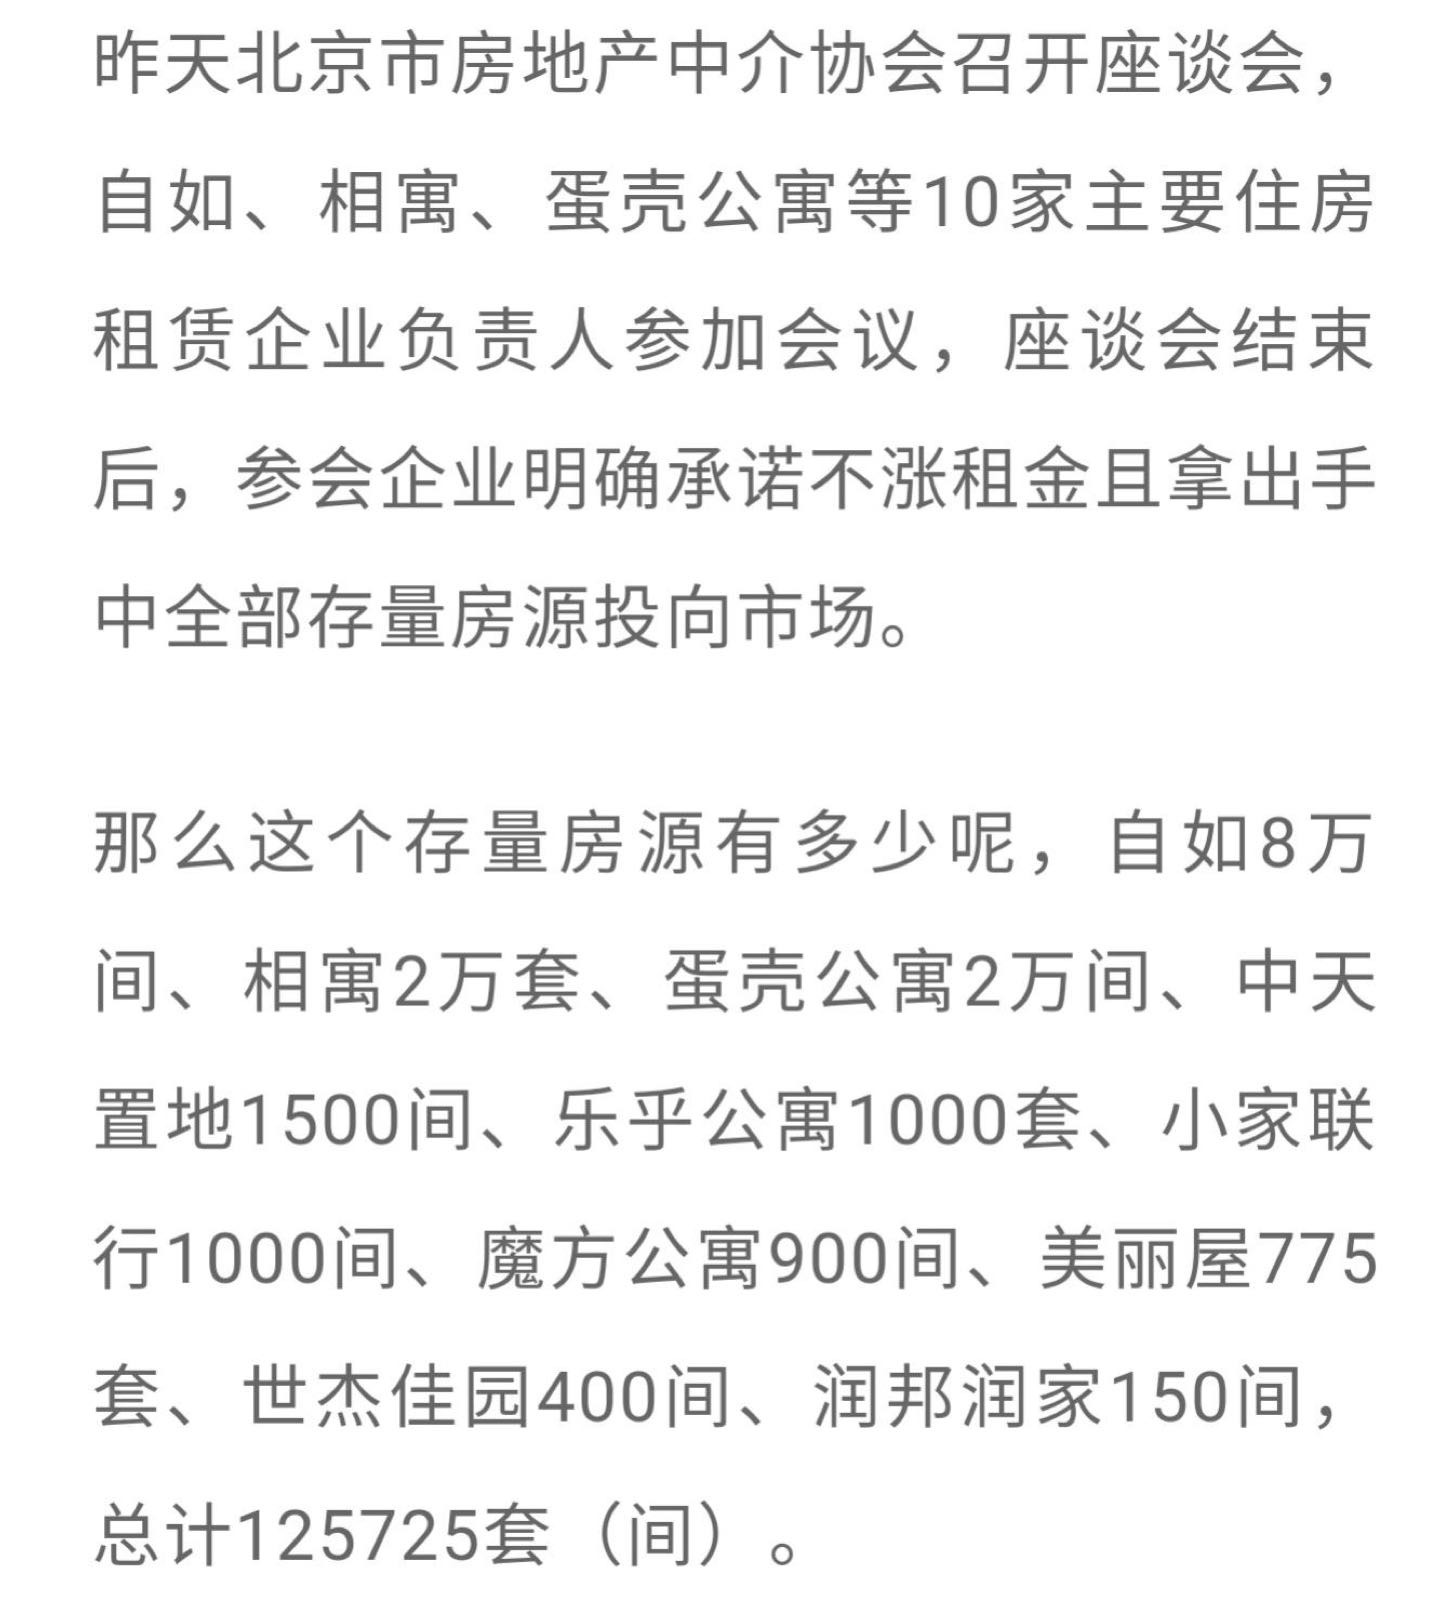 昨天北京市房地产中介协会召开座谈会，
自如、相寓、蛋壳公寓等10家主要住房
租赁企业负责人参加会议，座谈会结束
后，参会企业明确承诺不涨租金且拿出手
中全部存量房源投向市场。
那么这个存量房源有多少呢，自如8万
间、相寓2万套、蛋壳公寓2万间、中天
置地1500间、乐乎公寓1000套、小家联
行1000间、魔方公寓900间、美丽屋775
套、世杰佳园400间、润邦润家150间，
总计125725套（间）。